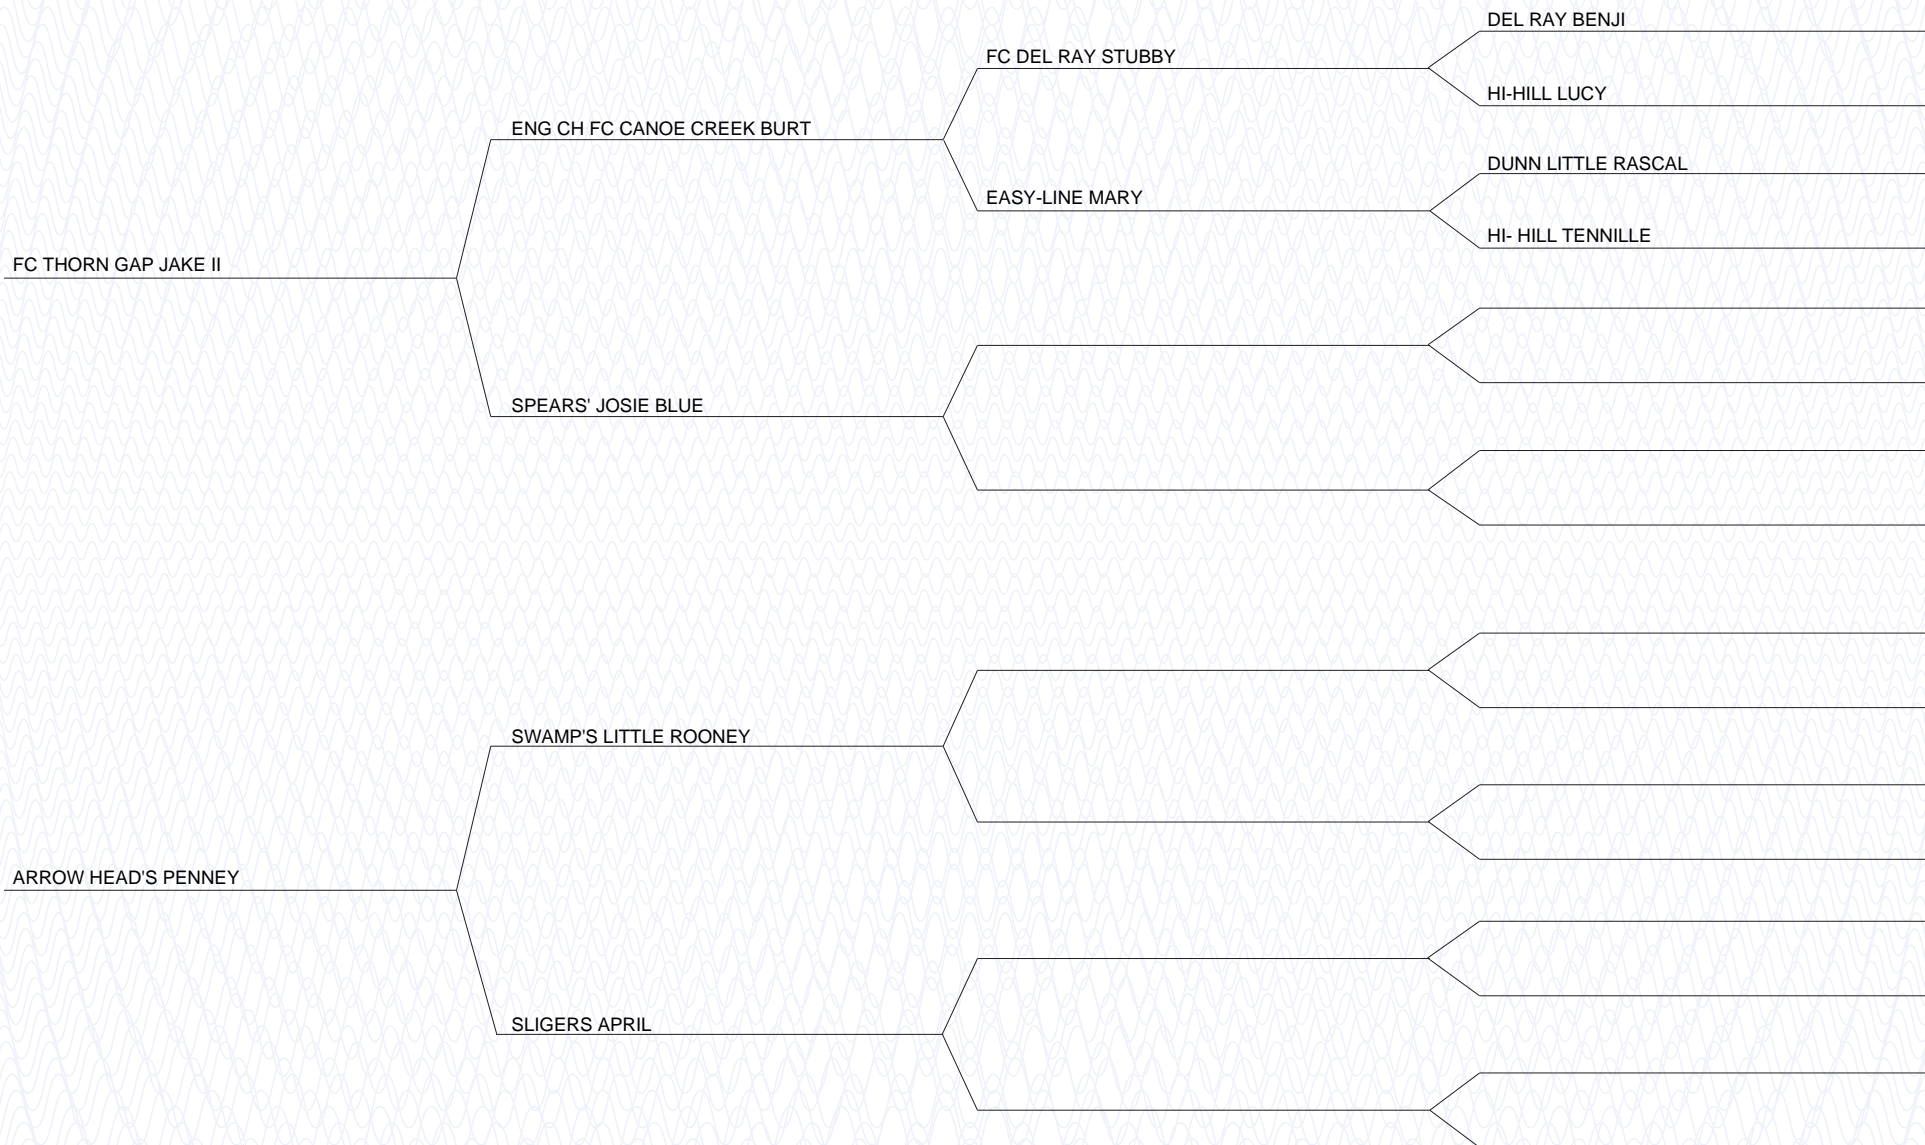 DEL RAY BENJI
FC DEL RAY STUBBY
HI-HILL LUCY
ENG CH FC CANOE CREEK BURT
DUNN LITTLE RASCAL
EASY-LINE MARY
HI- HILL TENNILLE
FC THORN GAP JAKE II
SPEARS' JOSIE BLUE
SWAMP'S LITTLE ROONEY
ARROW HEAD'S PENNEY
SLIGERS APRIL